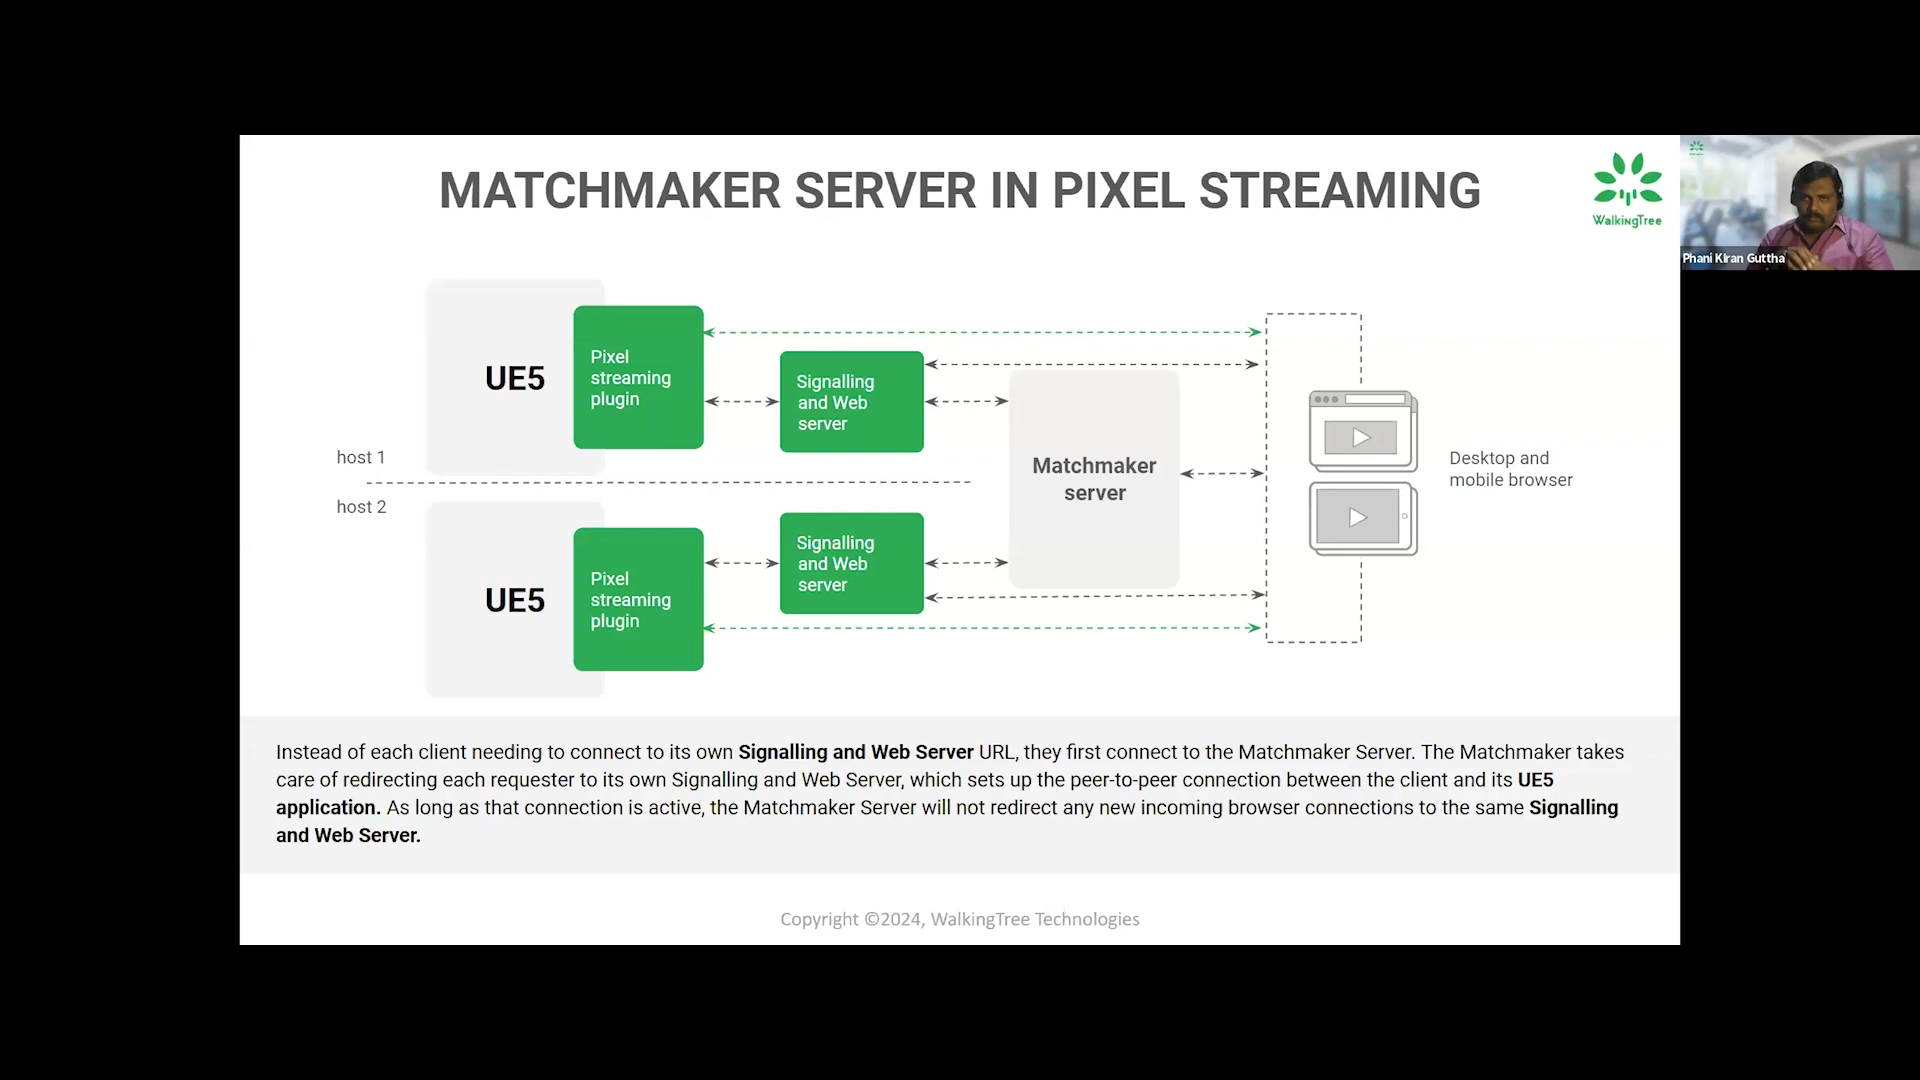 MATCHMAKER SERVER IN PIXEL STREAMING
WalkingTree
Phani KIran Guttha
UE5
Pixel
streaming
plugin
Signalling
and Web
server
host 1
host 2
Matchmaker
server
Desktop and
mobile browser
UE5
Pixel
streaming
plugin
Signalling
and Web
server
Instead of each client needing to connect to its own Signalling and Web Server URL, they first connect to the Matchmaker Server. The Matchmaker takes
care of redirecting each requester to its own Signalling and Web Server, which sets up the peer-to-peer connection between the client and its UE5
application. As long as that connection is active, the Matchmaker Server will not redirect any new incoming browser connections to the same Signalling
and Web Server.
Copyright ©2024, WalkingTree Technologies